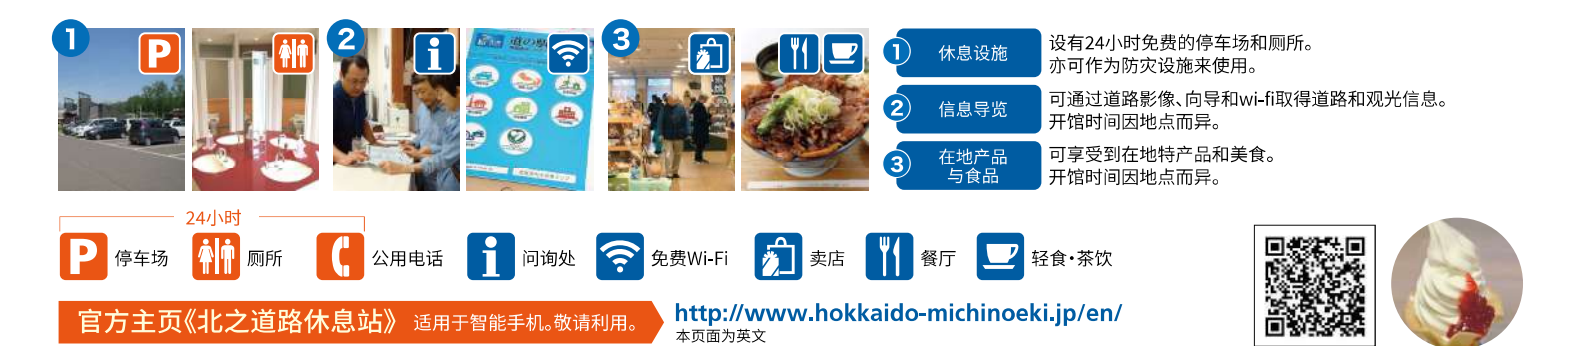 1
P
2
i
道の駅
3
1 休息设施
设有24小时免费的停车场和厕所。
亦可作为防灾设施来使用。
2 信息导览
可通过道路影像、向导和wi-fi取得道路和观光信息。
开馆时间因地点而异。
3 在地产品
与食品
可享受到在地特产品和美食。
开馆时间因地点而异。
24小时
P 停车场
厕所
公用电话
i 问询处
免费Wi-Fi
卖店
餐厅
轻食・茶饮
官方主页《北之道路休息站》 适用于智能手机。敬请利用。
http://www.hokkaido-michinoeki.jp/en/
本页面为英文